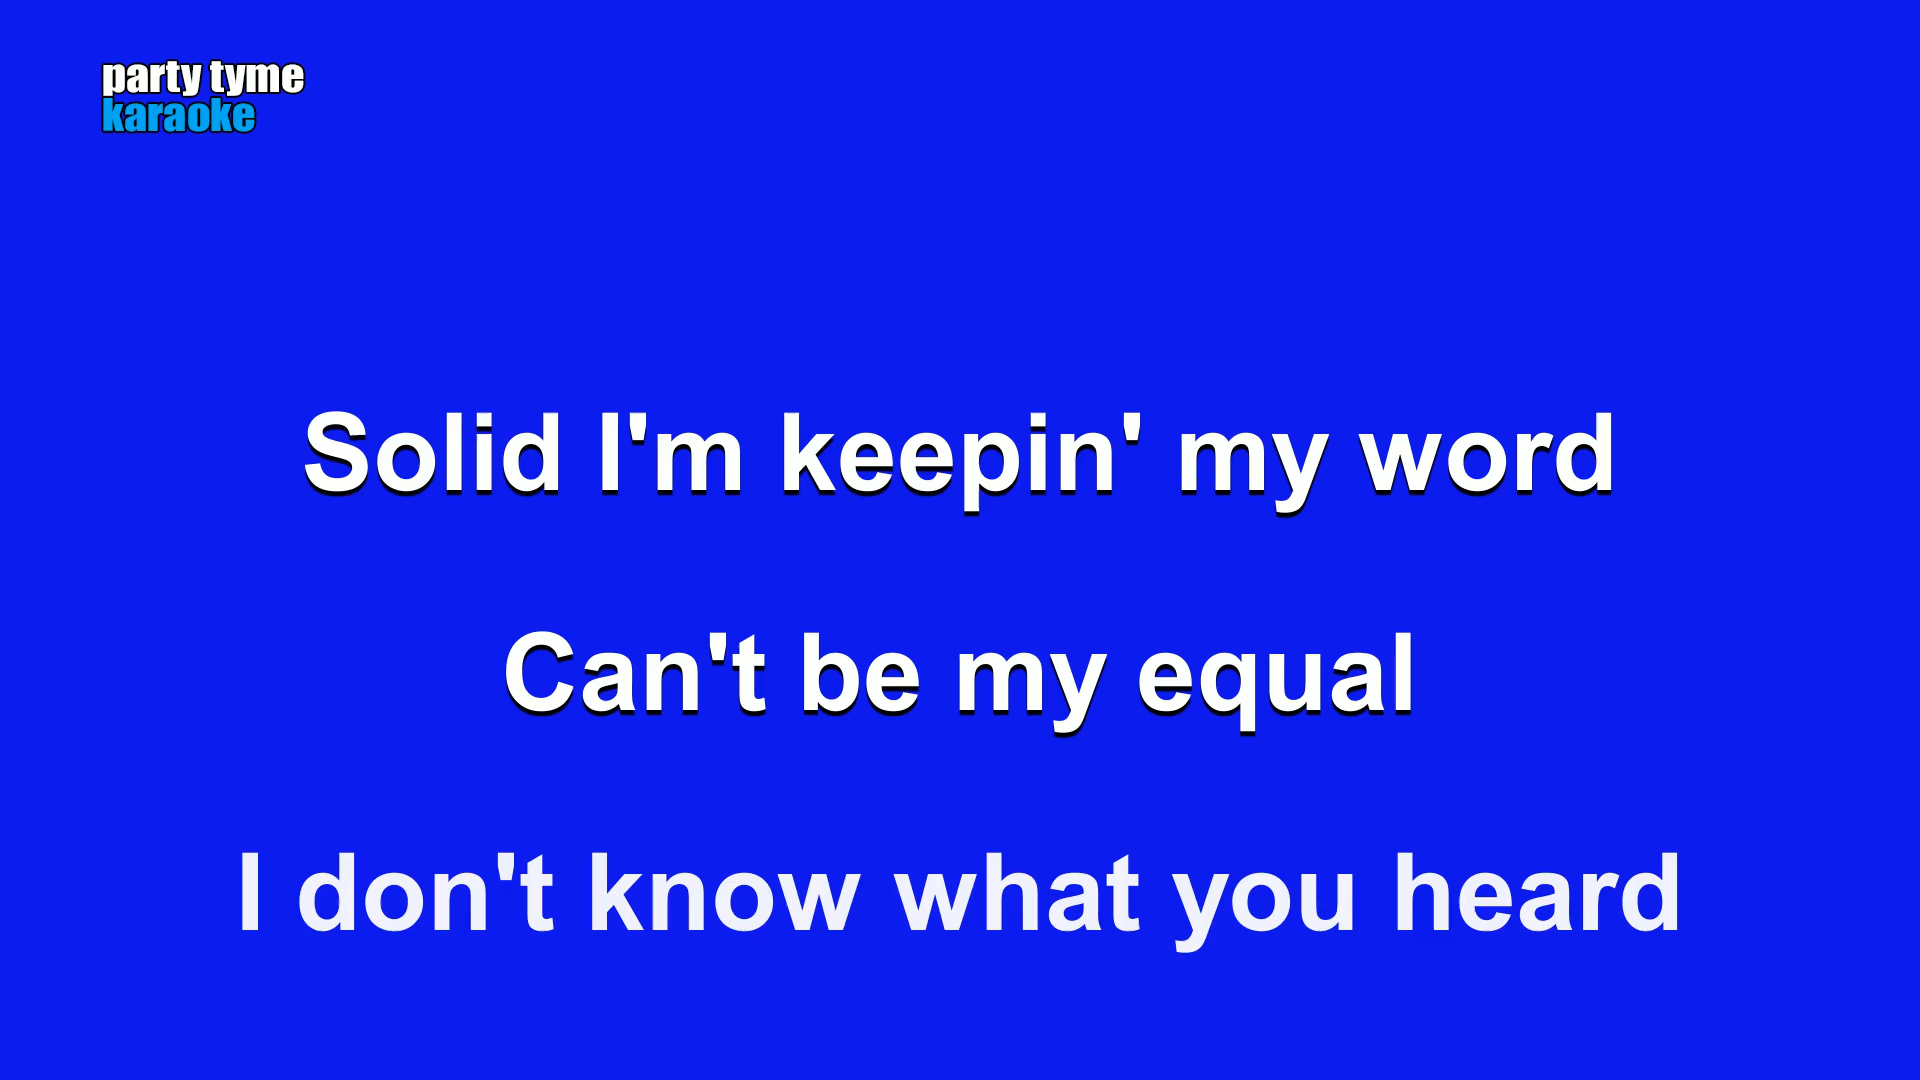 party tyme
karaoke
Solid I'm keepin' my word
Can't be my equal
I don't know what you heard